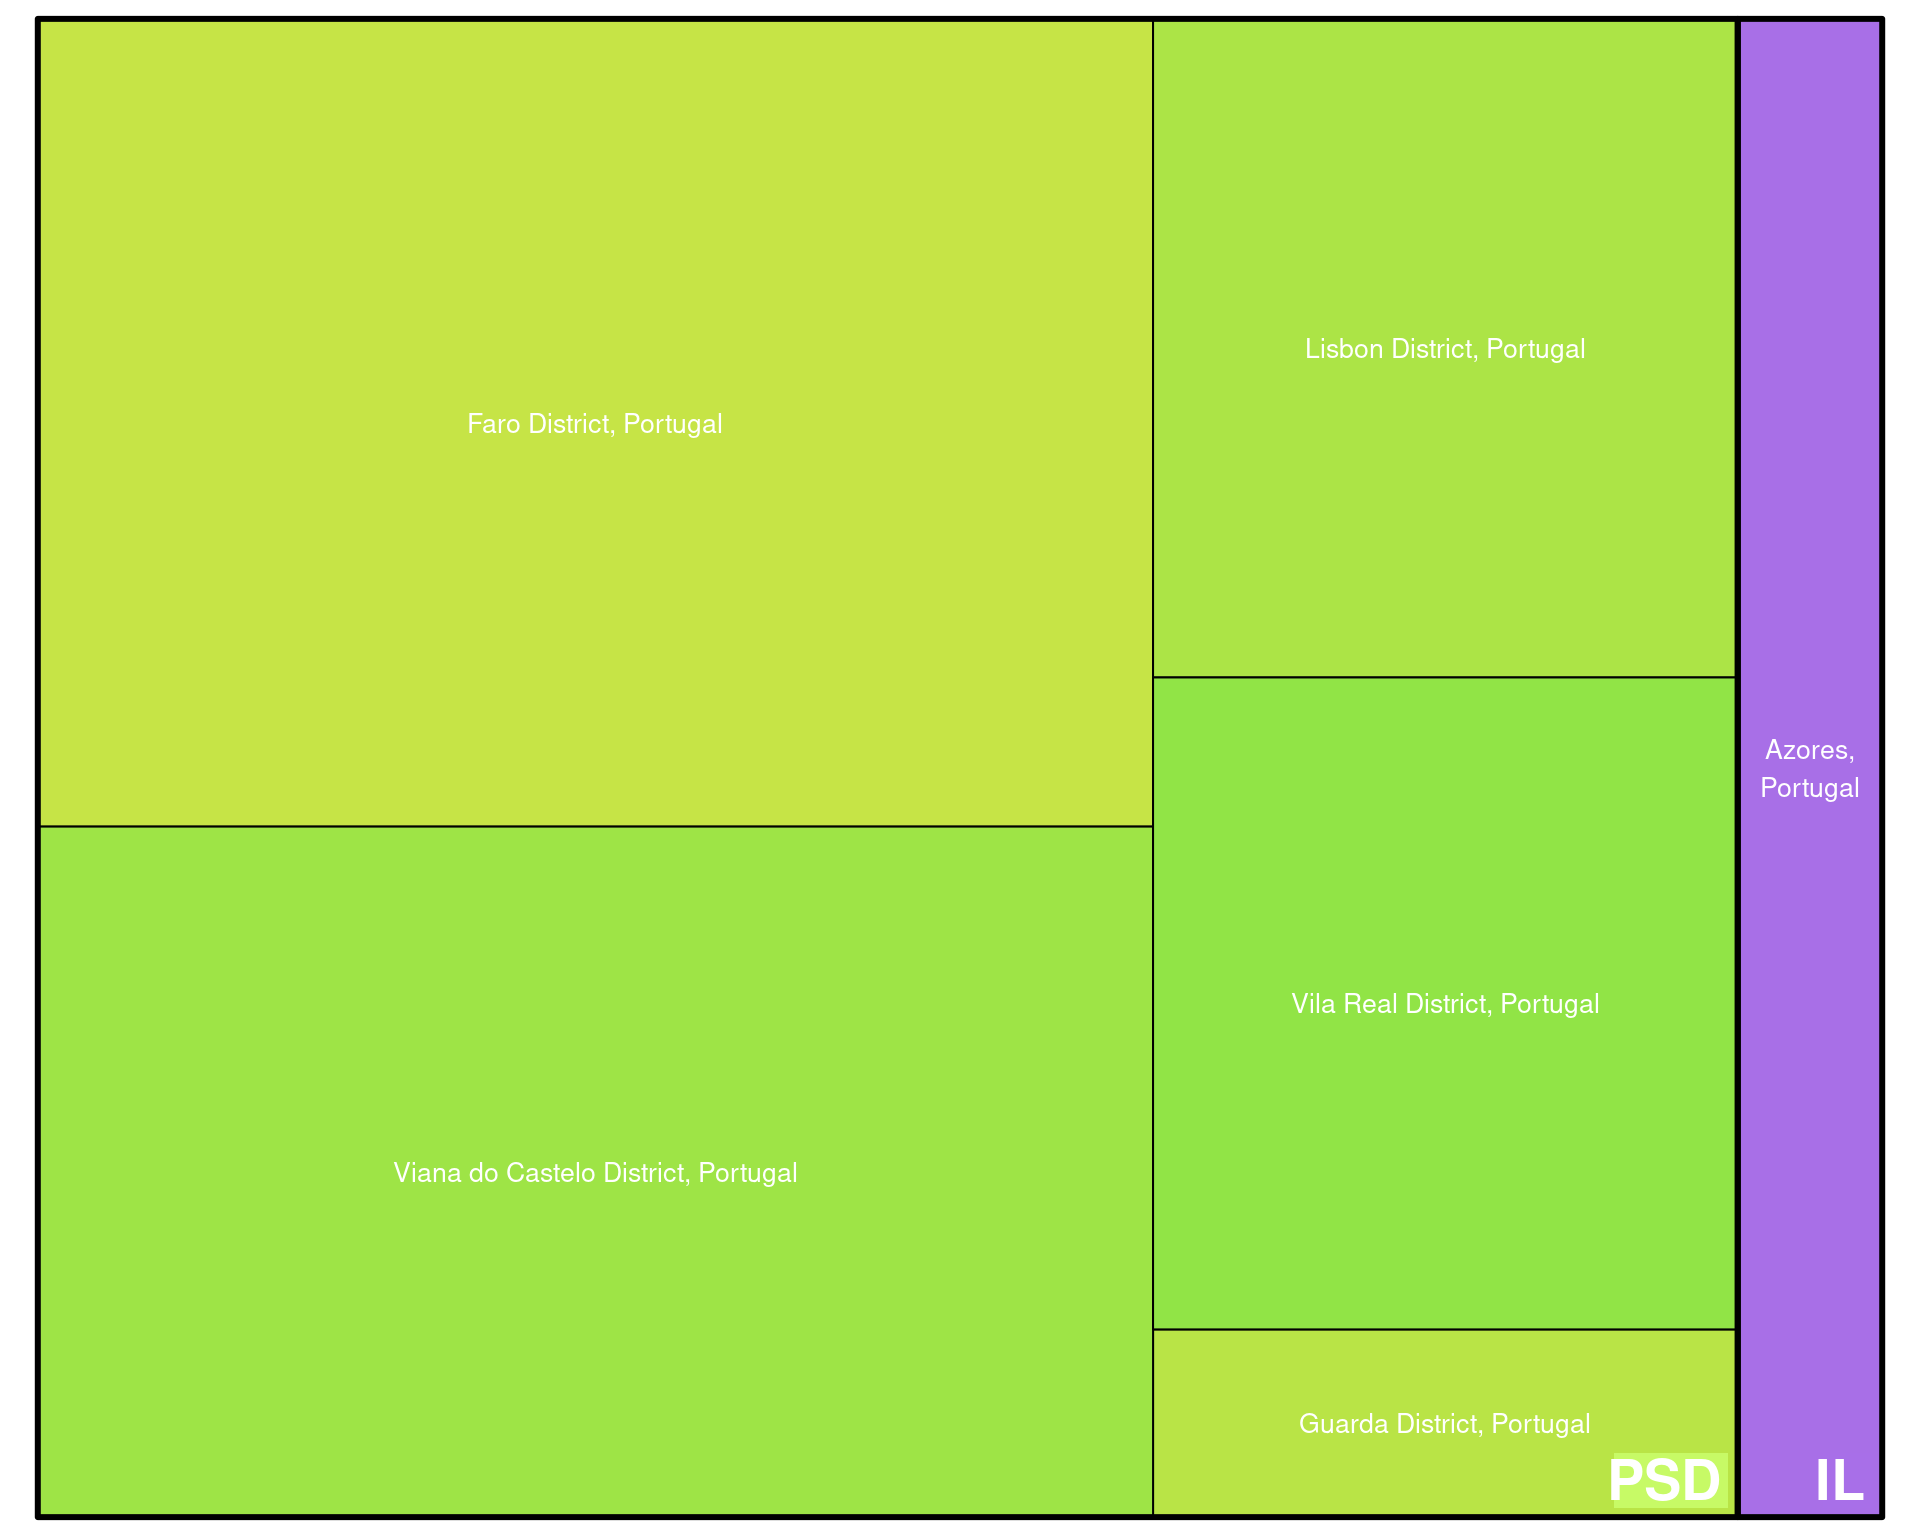 Faro District, Portugal
Viana do Castelo District, Portugal
Lisbon District, Portugal
Vila Real District, Portugal
Guarda District, Portugal
PSD
Azores,
Portugal
IL